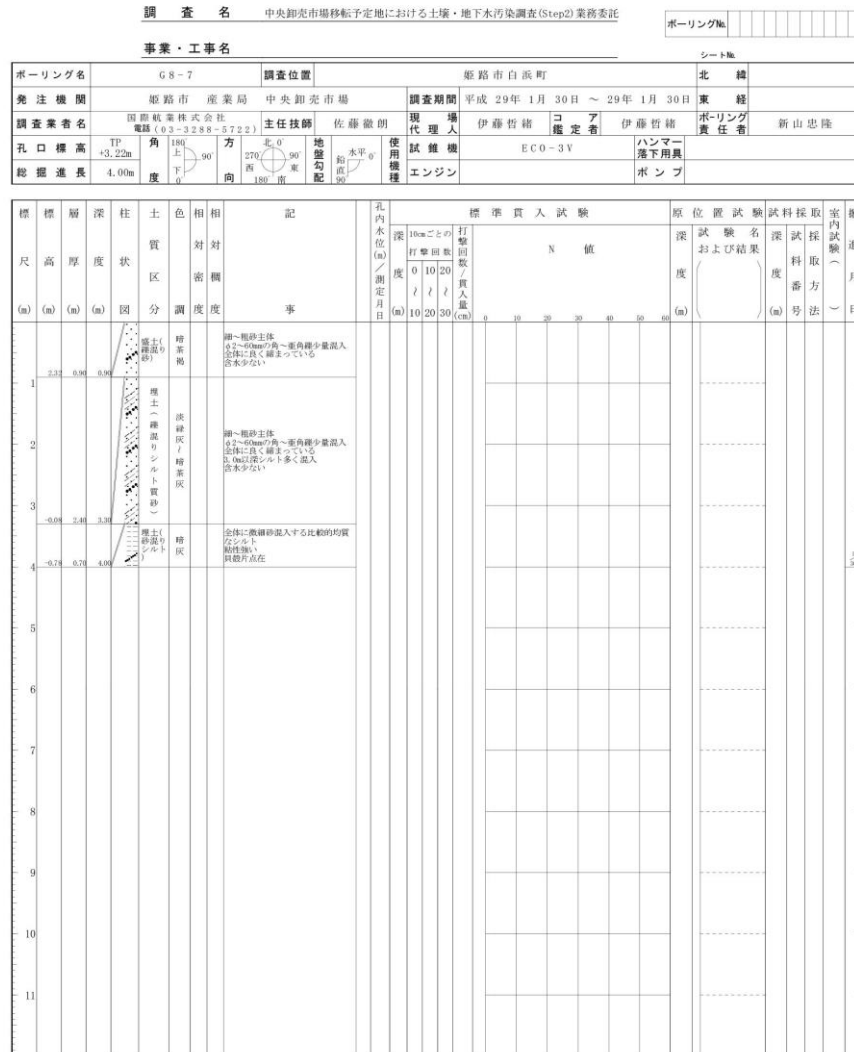 調査名 中央卸売市場移転予定地における土壌・地下水汚染調査(Step2)業務委託
ボーリングNo.
事業・工事名
シートNo.
ボーリング名 G8-7 調査位置 姫路市白浜町 北緯
発注機関 姫路市 産業局 中央卸売市場 調査期間 平成 29年 1月 30日 ～ 29年 1月 30日 東経
調査業者名 国際航業株式会社 電話(03-3288-5722) 主任技師 佐藤徹朗 現場代理人 伊藤哲緒 コア鑑定者 伊藤哲緒 ボーリング責任者 新山忠隆
孔口標高 TP +3.22m 角度 180° 上 90° 下 0° 方向 北 0° 270° 西 90° 東 180° 南 地盤勾配 水平 0° 鉛直 90° 使用機種 試錐機 ECO-3V ハンマー落下用具
総掘進長 4.00m エンジン ポンプ
標尺(m) 標高(m) 層厚(m) 深度(m) 柱状図 土質区分 色調 相対密度 相対稠度 記事 孔内水位(m)/測定月日 標準貫入試験 原位置試験 試料採取 室内試験( )
深度(m) 10cmごとの打撃回数 打撃回数/貫入量(cm) N値 深度(m) 試験名および結果( ) 深度(m) 試料番号 採取方法
0～10 10～20 20～30
0 10 20 30 40 50 60
2.32 0.90 0.90 盛土(礫混り砂) 暗茶褐
細～粗砂主体
φ2～60mmの角～亜角礫少量混入
全体に良く締まっている
含水少ない
1
-0.08 2.40 3.30 埋土(礫混りシルト質砂) 淡緑灰～暗茶灰
細～粗砂主体
φ2～60mmの角～亜角礫少量混入
全体に良く締まっている
3.0m以深シルト多く混入
含水少ない
2
3
-0.78 0.70 4.00 埋土(砂混りシルト) 暗灰
全体に微細砂混入する比較的均質
なシルト
粘性強い
貝殻片点在
4
5
6
7
8
9
10
11